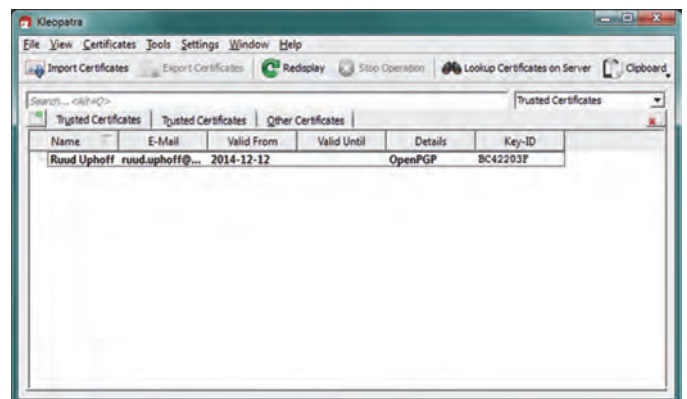 Kleopatra
File View Certificates Tools Settings Window Help
Import Certificates Export Certificates Redisplay Stop Operation Lookup Certificates on Server Clipboard
Search... <Alt+Q> Trusted Certificates
Trusted Certificates Trusted Certificates Other Certificates
Name E-Mail Valid From Valid Until Details Key-ID
Ruud Uphoff ruud.uphoff@... 2014-12-12 OpenPGP BC42203F